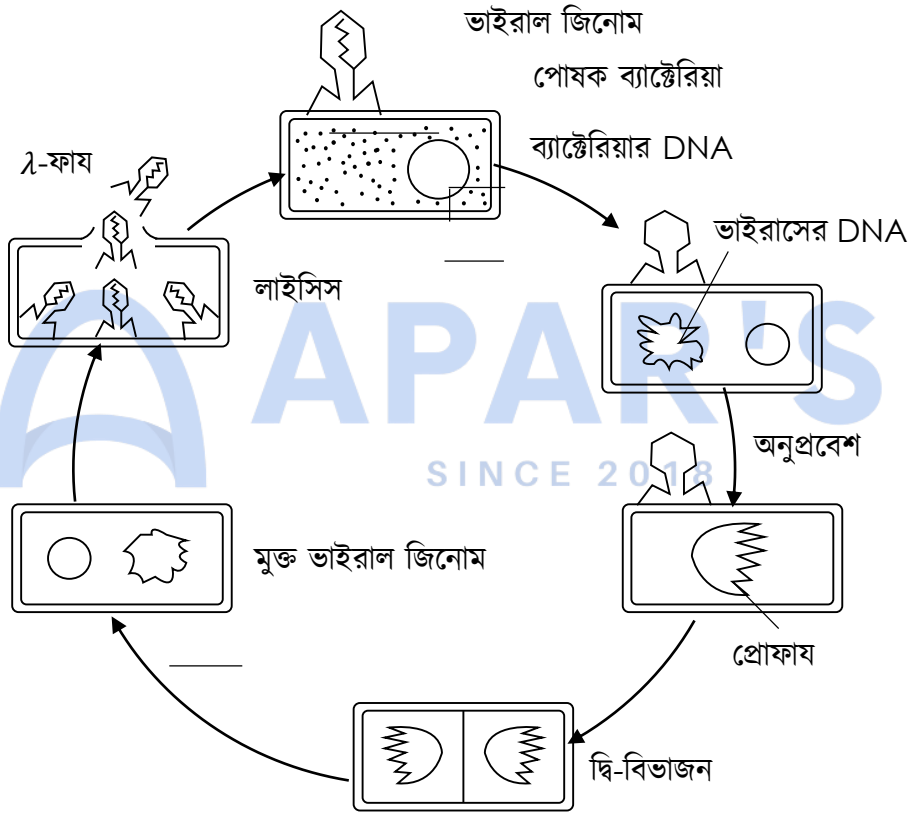 ভাইরাল জিনোম
পোষক ব্যাক্টেরিয়া
ব্যাক্টেরিয়ার DNA
λ-ফায
ভাইরাসের DNA
লাইসিস
APAR'S
SINCE 2018
অনুপ্রবেশ
মুক্ত ভাইরাল জিনোম
প্রোফায
দ্বি-বিভাজন